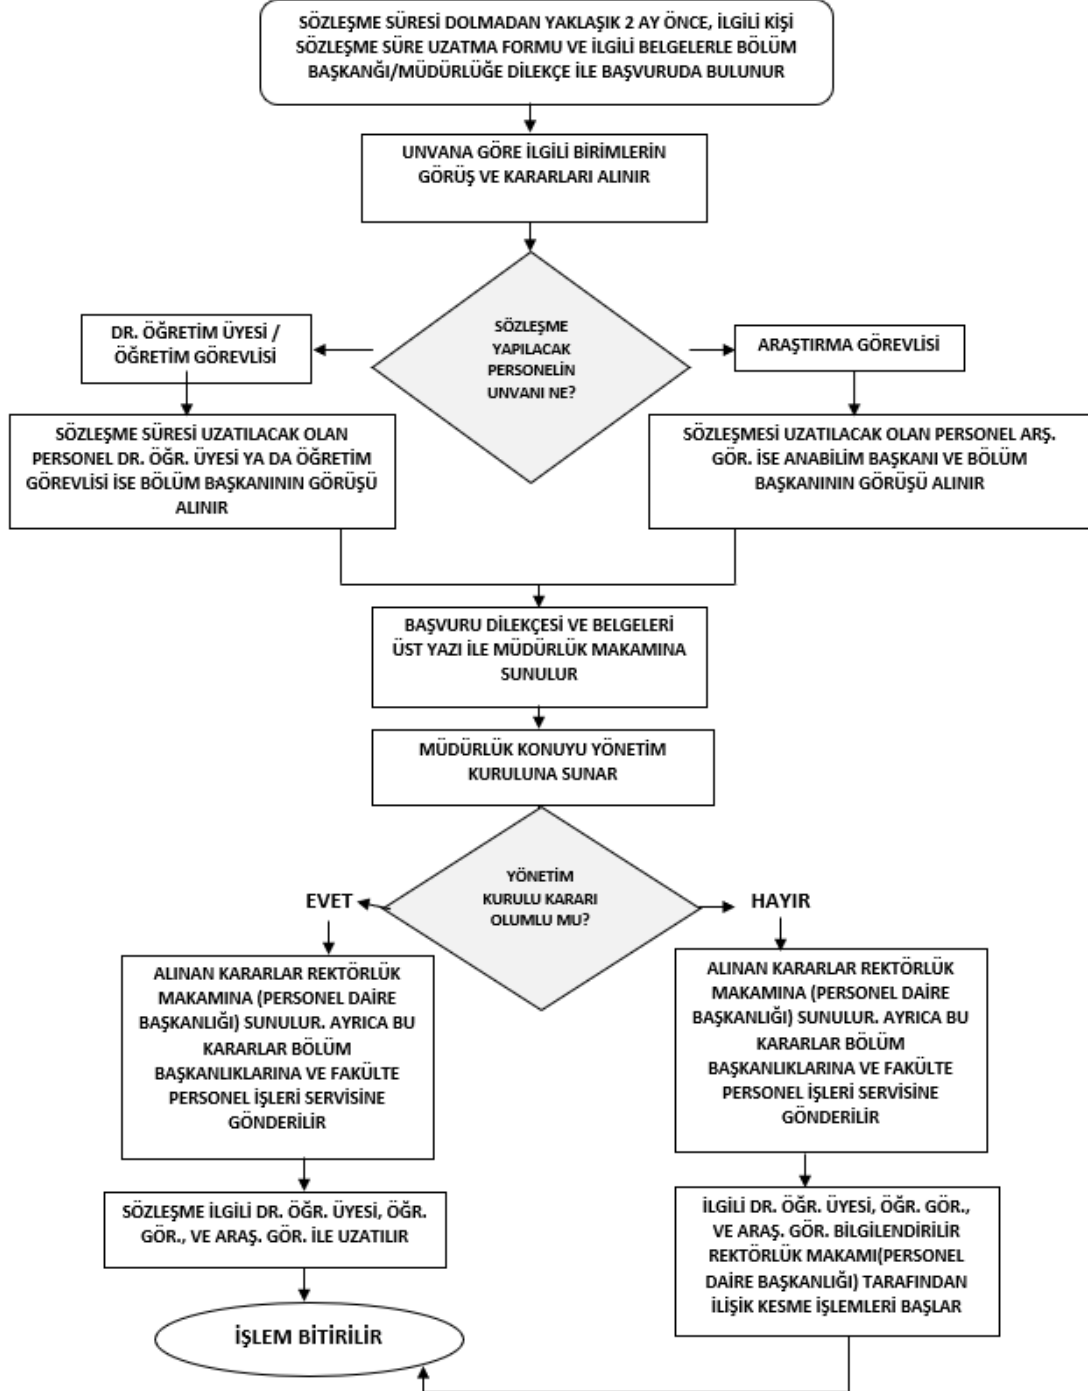 SÖZLEŞME SÜRESİ DOLMADAN YAKLAŞIK 2 AY ÖNCE, İLGİLİ KİŞİ
SÖZLEŞME SÜRE UZATMA FORMU VE İLGİLİ BELGELERLE BÖLÜM
BAŞKANĞI/MÜDÜRLÜĞE DİLEKÇE İLE BAŞVURUDA BULUNUR
UNVANA GÖRE İLGİLİ BİRİMLERİN
GÖRÜŞ VE KARARLARI ALINIR
SÖZLEŞME
YAPILACAK
PERSONELİN
UNVANI NE?
DR. ÖĞRETİM ÜYESİ /
ÖĞRETİM GÖREVLİSİ
ARAŞTIRMA GÖREVLİSİ
SÖZLEŞME SÜRESİ UZATILACAK OLAN
PERSONEL DR. ÖĞR. ÜYESİ YA DA ÖĞRETİM
GÖREVLİSİ İSE BÖLÜM BAŞKANININ GÖRÜŞÜ
ALINIR
SÖZLEŞMESİ UZATILACAK OLAN PERSONEL ARŞ.
GÖR. İSE ANABİLİM BAŞKANI VE BÖLÜM
BAŞKANININ GÖRÜŞÜ ALINIR
BAŞVURU DİLEKÇESİ VE BELGELERİ
ÜST YAZI İLE MÜDÜRLÜK MAKAMINA
SUNULUR
MÜDÜRLÜK KONUYU YÖNETİM
KURULUNA SUNAR
YÖNETİM
KURULU KARARI
OLUMLU MU?
EVET
HAYIR
ALINAN KARARLAR REKTÖRLÜK
MAKAMINA (PERSONEL DAİRE
BAŞKANLIĞI) SUNULUR. AYRICA BU
KARARLAR BÖLÜM
BAŞKANLIKLARINA VE FAKÜLTE
PERSONEL İŞLERİ SERVİSİNE
GÖNDERİLİR
ALINAN KARARLAR REKTÖRLÜK
MAKAMINA (PERSONEL DAİRE
BAŞKANLIĞI) SUNULUR. AYRICA BU
KARARLAR BÖLÜM
BAŞKANLIKLARINA VE FAKÜLTE
PERSONEL İŞLERİ SERVİSİNE
GÖNDERİLİR
SÖZLEŞME İLGİLİ DR. ÖĞR. ÜYESİ, ÖĞR.
GÖR., VE ARAŞ. GÖR. İLE UZATILIR
İLGİLİ DR. ÖĞR. ÜYESİ, ÖĞR. GÖR.,
VE ARAŞ. GÖR. BİLGİLENDİRİLİR
REKTÖRLÜK MAKAMI(PERSONEL
DAİRE BAŞKANLIĞI) TARAFINDAN
İLİŞİK KESME İŞLEMLERİ BAŞLAR
İŞLEM BİTİRİLİR